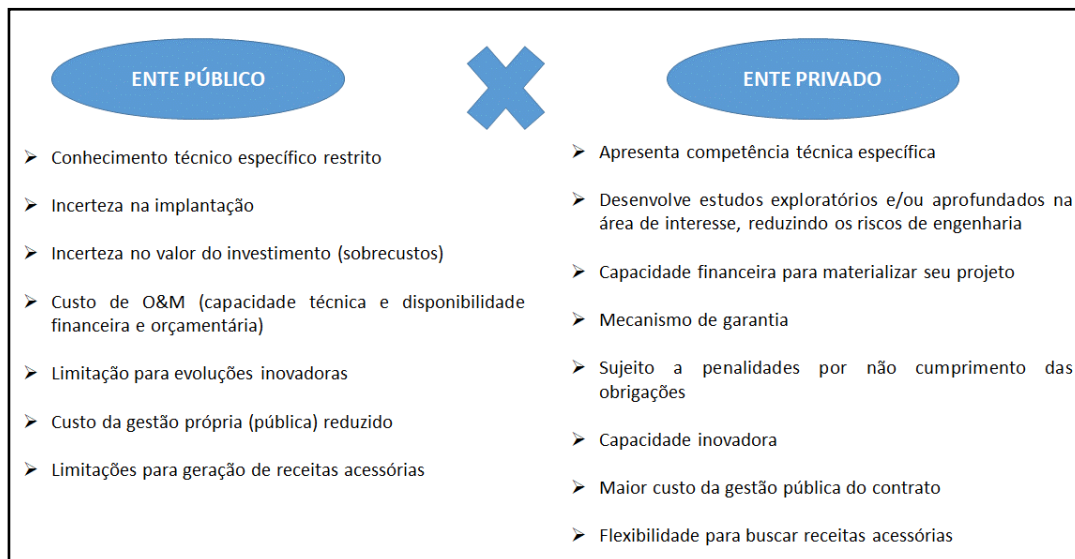 ENTE PÚBLICO
Conhecimento técnico específico restrito
Incerteza na implantação
Incerteza no valor do investimento (sobrecustos)
Custo de O&M (capacidade técnica e disponibilidade
financeira e orçamentária)
Limitação para evoluções inovadoras
Custo da gestão própria (pública) reduzido
Limitações para geração de receitas acessórias
ENTE PRIVADO
Apresenta competência técnica específica
Desenvolve estudos exploratórios e/ou aprofundados na
área de interesse, reduzindo os riscos de engenharia
Capacidade financeira para materializar seu projeto
Mecanismo de garantia
Sujeito a penalidades por não cumprimento das
obrigações
Capacidade inovadora
Maior custo da gestão pública do contrato
Flexibilidade para buscar receitas acessórias